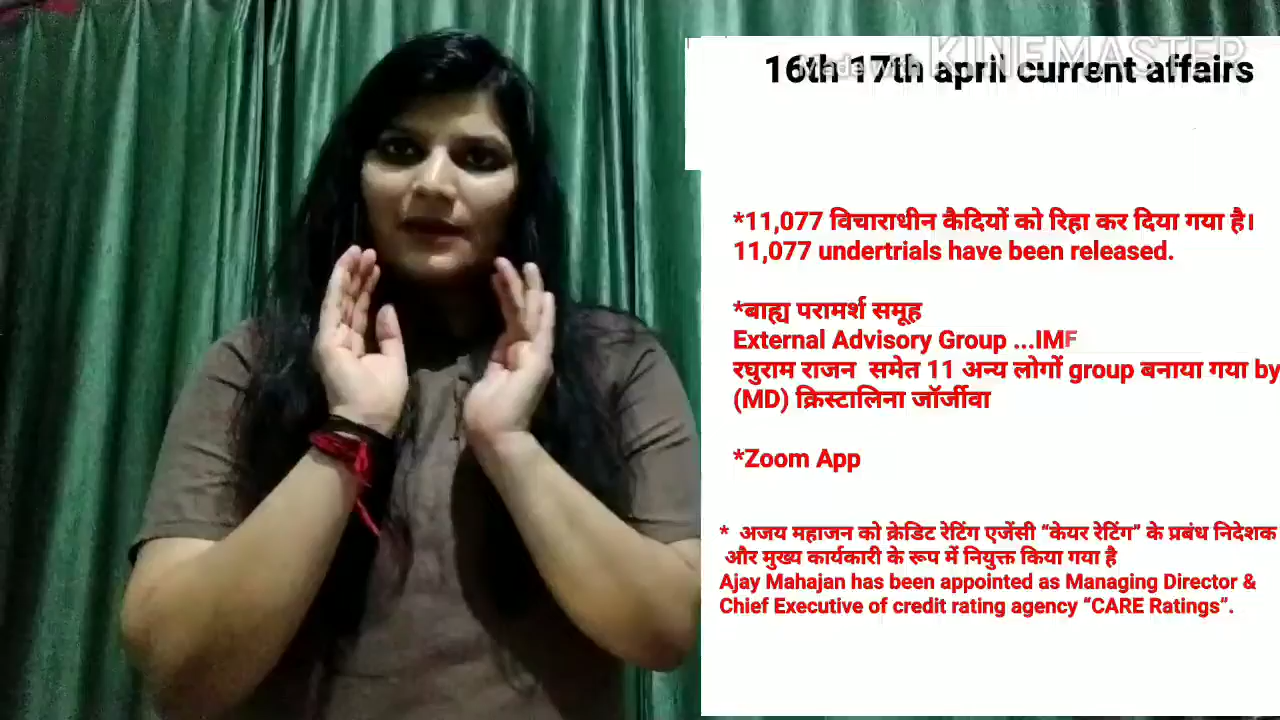 Made with KINEMASTER
16th 17th april current affairs
*11,077 विचाराधीन कैदियों को रिहा कर दिया गया है।
11,077 undertrials have been released.
*बाह्य परामर्श समूह
External Advisory Group ...IMF
रघुराम राजन समेत 11 अन्य लोगों group बनाया गया by
(MD) क्रिस्टालिना जॉर्जीवा
*Zoom App
* अजय महाजन को क्रेडिट रेटिंग एजेंसी “केयर रेटिंग” के प्रबंध निदेशक
और मुख्य कार्यकारी के रूप में नियुक्त किया गया है
Ajay Mahajan has been appointed as Managing Director &
Chief Executive of credit rating agency “CARE Ratings”.